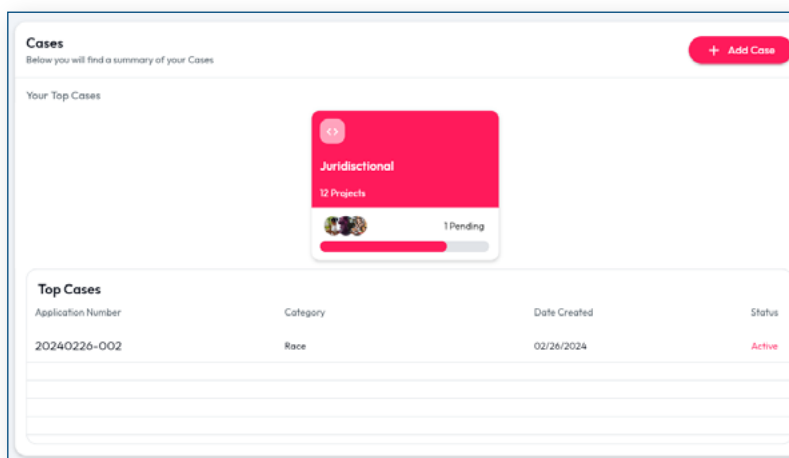 Cases
Below you will find a summary of your Cases
+ Add Case
Your Top Cases
Juridisctional
12 Projects
1 Pending
Top Cases
Application Number Category Date Created Status
20240226-002 Race 02/26/2024 Active